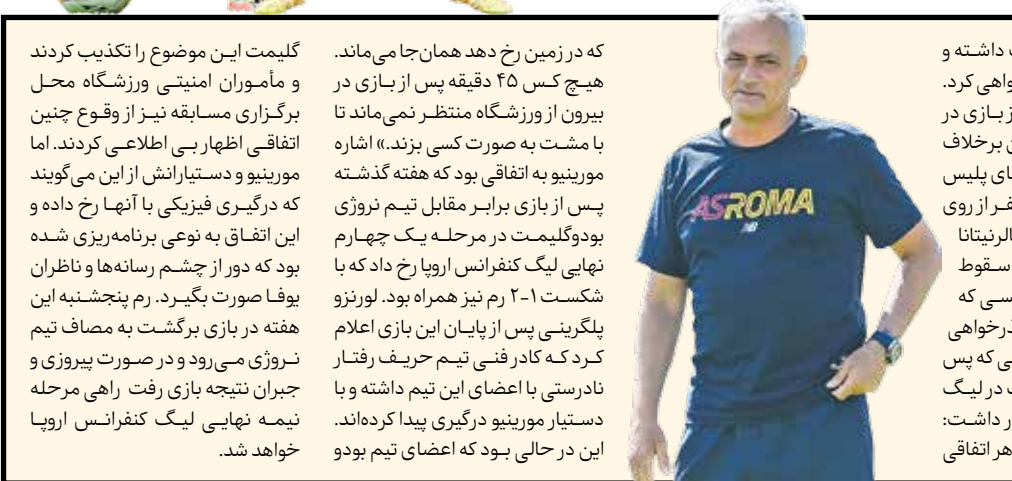 داشته و
واهی کرد.
ز بازی در
برخلاف
ای پلیس
فر از روی
الرنیتانا
سقوط
سی که
ذرخواهی
ی که پس
در لیگ
ر داشت:
هر اتفاقی
ASROMA
که در زمین رخ دهد همان‌جا می‌ماند.
هیچ کس ۴۵ دقیقه پس از بازی در
بیرون از ورزشگاه منتظر نمی‌ماند تا
با مشت به صورت کسی بزند.» اشاره
مورینیو به اتفاقی بود که هفته گذشته
پس از بازی برابر مقابل تیم نروژی
بودوگلیمت در مرحله یک چهارم
نهایی لیگ کنفرانس اروپا رخ داد که با
شکست ۱-۲ رم نیز همراه بود. لورنزو
پلگرینی پس از پایان این بازی اعلام
کرد که کادر فنی تیم حریف رفتار
نادرستی با اعضای این تیم داشته و با
دستیار مورینیو درگیری پیدا کرده‌اند.
این در حالی بود که اعضای تیم بودو
گلیمت این موضوع را تکذیب کردند
و مأموران امنیتی ورزشگاه محل
برگزاری مسابقه نیز از وقوع چنین
اتفاقی اظهار بی اطلاعی کردند. اما
مورینیو و دستیارانش از این می‌گویند
که درگیری فیزیکی با آنها رخ داده و
این اتفاق به نوعی برنامه‌ریزی شده
بود که دور از چشم رسانه‌ها و ناظران
یوفا صورت بگیرد. رم پنجشنبه این
هفته در بازی برگشت به مصاف تیم
نروژی می‌رود و در صورت پیروزی و
جبران نتیجه بازی رفت راهی مرحله
نیمه نهایی لیگ کنفرانس اروپا
خواهد شد.